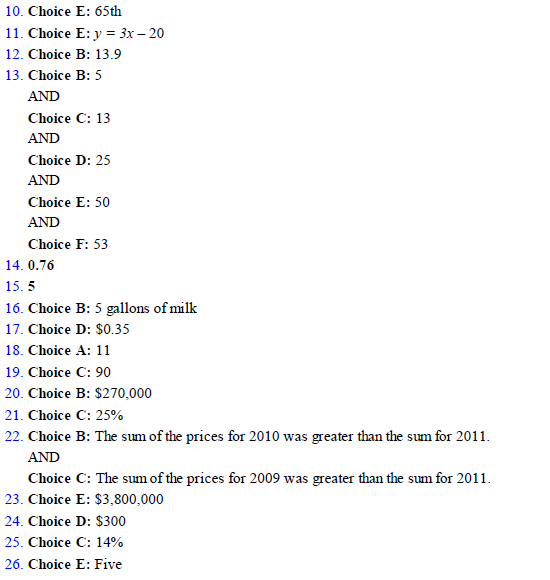 10. Choice E: 65th
11. Choice E: y = 3x – 20
12. Choice B: 13.9
13. Choice B: 5
AND
Choice C: 13
AND
Choice D: 25
AND
Choice E: 50
AND
Choice F: 53
14. 0.76
15. 5
16. Choice B: 5 gallons of milk
17. Choice D: $0.35
18. Choice A: 11
19. Choice C: 90
20. Choice B: $270,000
21. Choice C: 25%
22. Choice B: The sum of the prices for 2010 was greater than the sum for 2011.
AND
Choice C: The sum of the prices for 2009 was greater than the sum for 2011.
23. Choice E: $3,800,000
24. Choice D: $300
25. Choice C: 14%
26. Choice E: Five